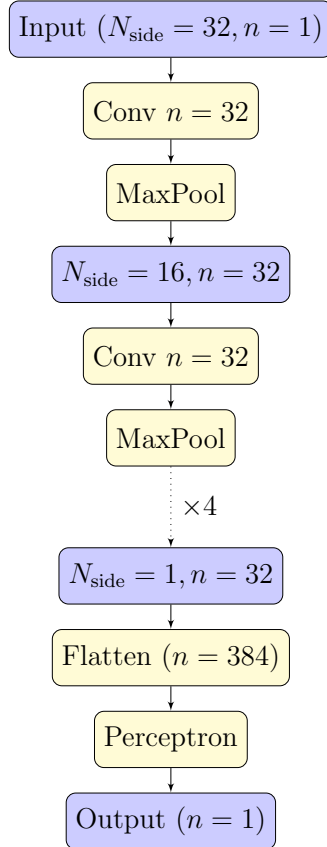 Input (N_side = 32, n = 1)
Conv n = 32
MaxPool
N_side = 16, n = 32
Conv n = 32
MaxPool
×4
N_side = 1, n = 32
Flatten (n = 384)
Perceptron
Output (n = 1)